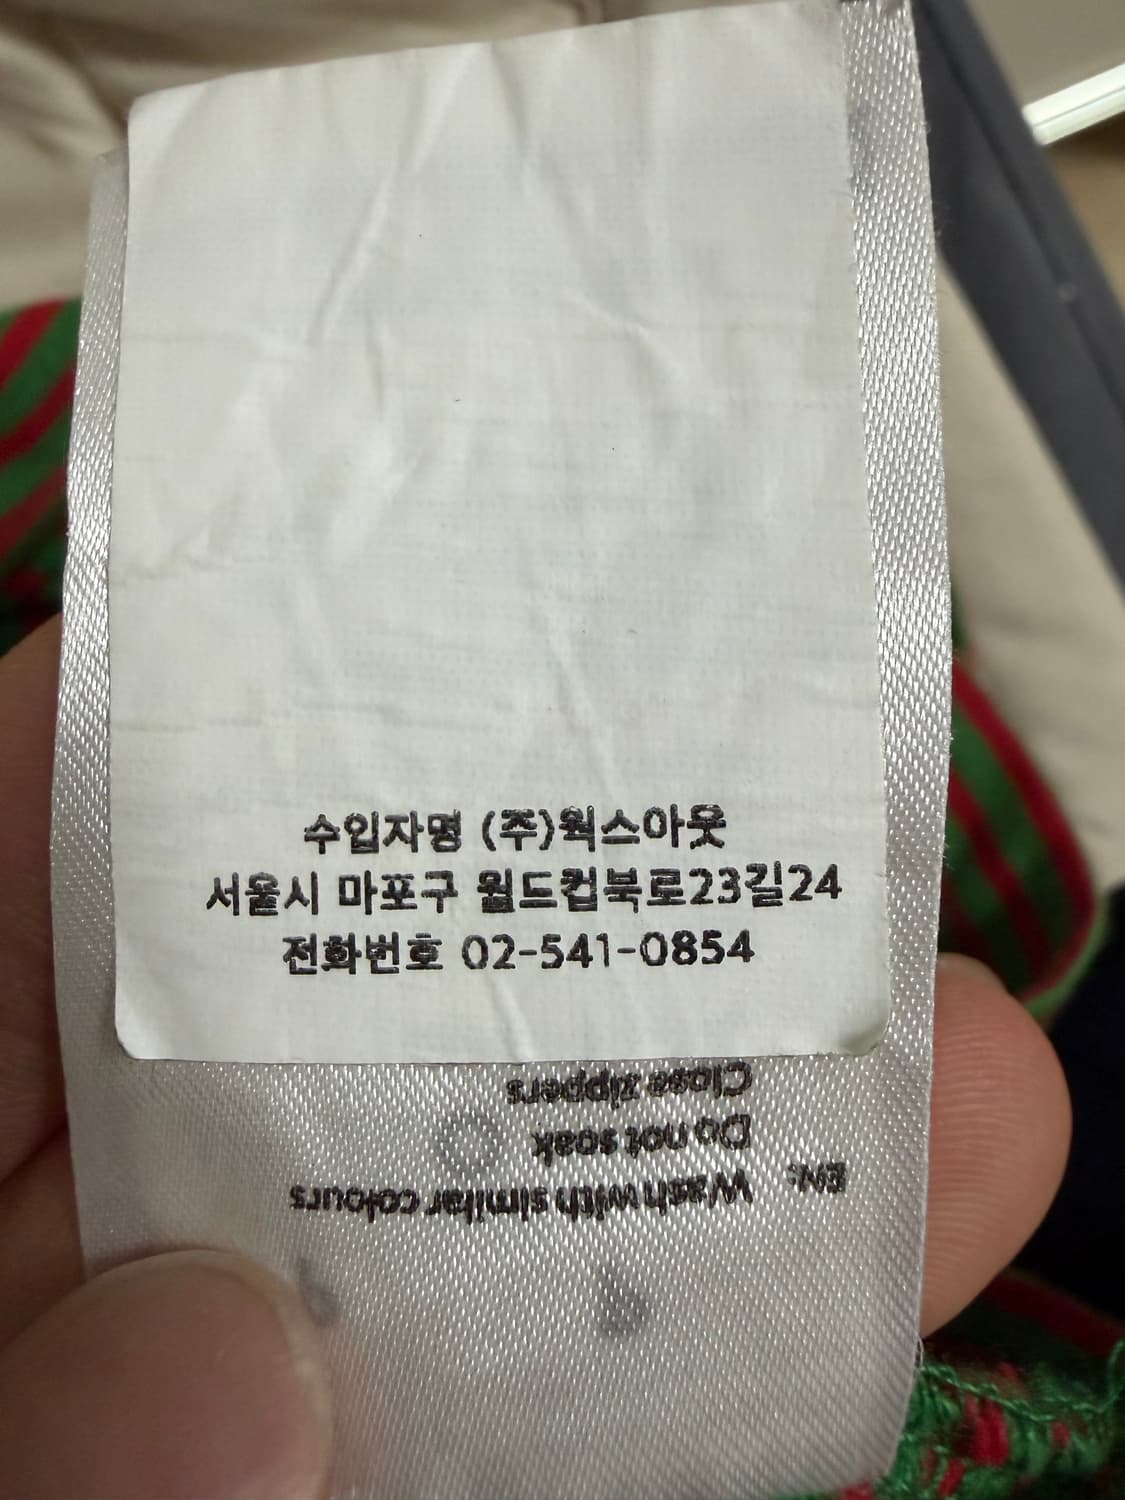 수입자명 (주)웍스아웃
서울시 마포구 월드컵북로23길24
전화번호 02-541-0854
EN: Wash with similar colours
Do not soak
Close zippers